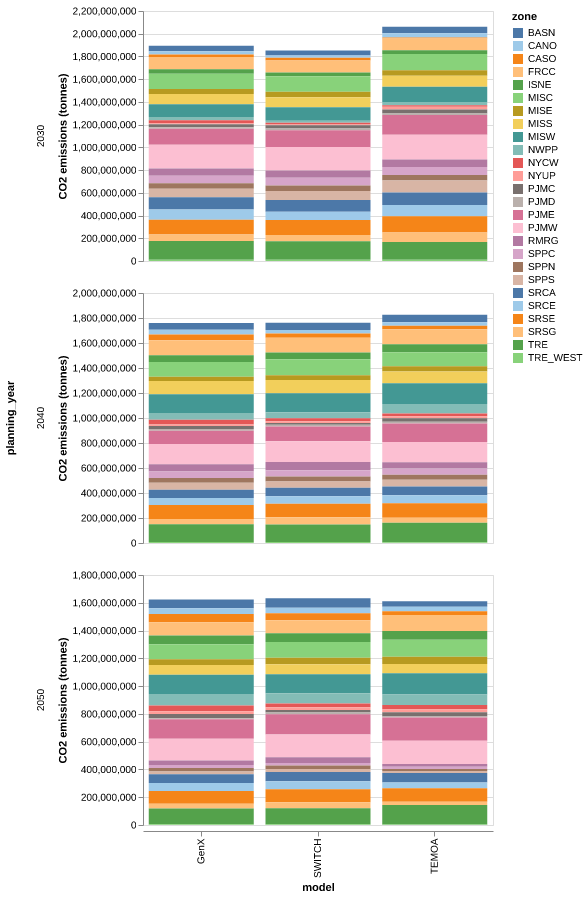 zone
BASN
CANO
CASO
FRCC
ISNE
MISC
MISE
MISS
MISW
NWPP
NYCW
NYUP
PJMC
PJMD
PJME
PJMW
RMRG
SPPC
SPPN
SPPS
SRCA
SRCE
SRSE
SRSG
TRE
TRE_WEST
planning_year
2030
CO2 emissions (tonnes)
2,200,000,000
2,000,000,000
1,800,000,000
1,600,000,000
1,400,000,000
1,200,000,000
1,000,000,000
800,000,000
600,000,000
400,000,000
200,000,000
0
2040
CO2 emissions (tonnes)
2,000,000,000
1,800,000,000
1,600,000,000
1,400,000,000
1,200,000,000
1,000,000,000
800,000,000
600,000,000
400,000,000
200,000,000
0
2050
CO2 emissions (tonnes)
1,800,000,000
1,600,000,000
1,400,000,000
1,200,000,000
1,000,000,000
800,000,000
600,000,000
400,000,000
200,000,000
0
GenX
SWITCH
TEMOA
model